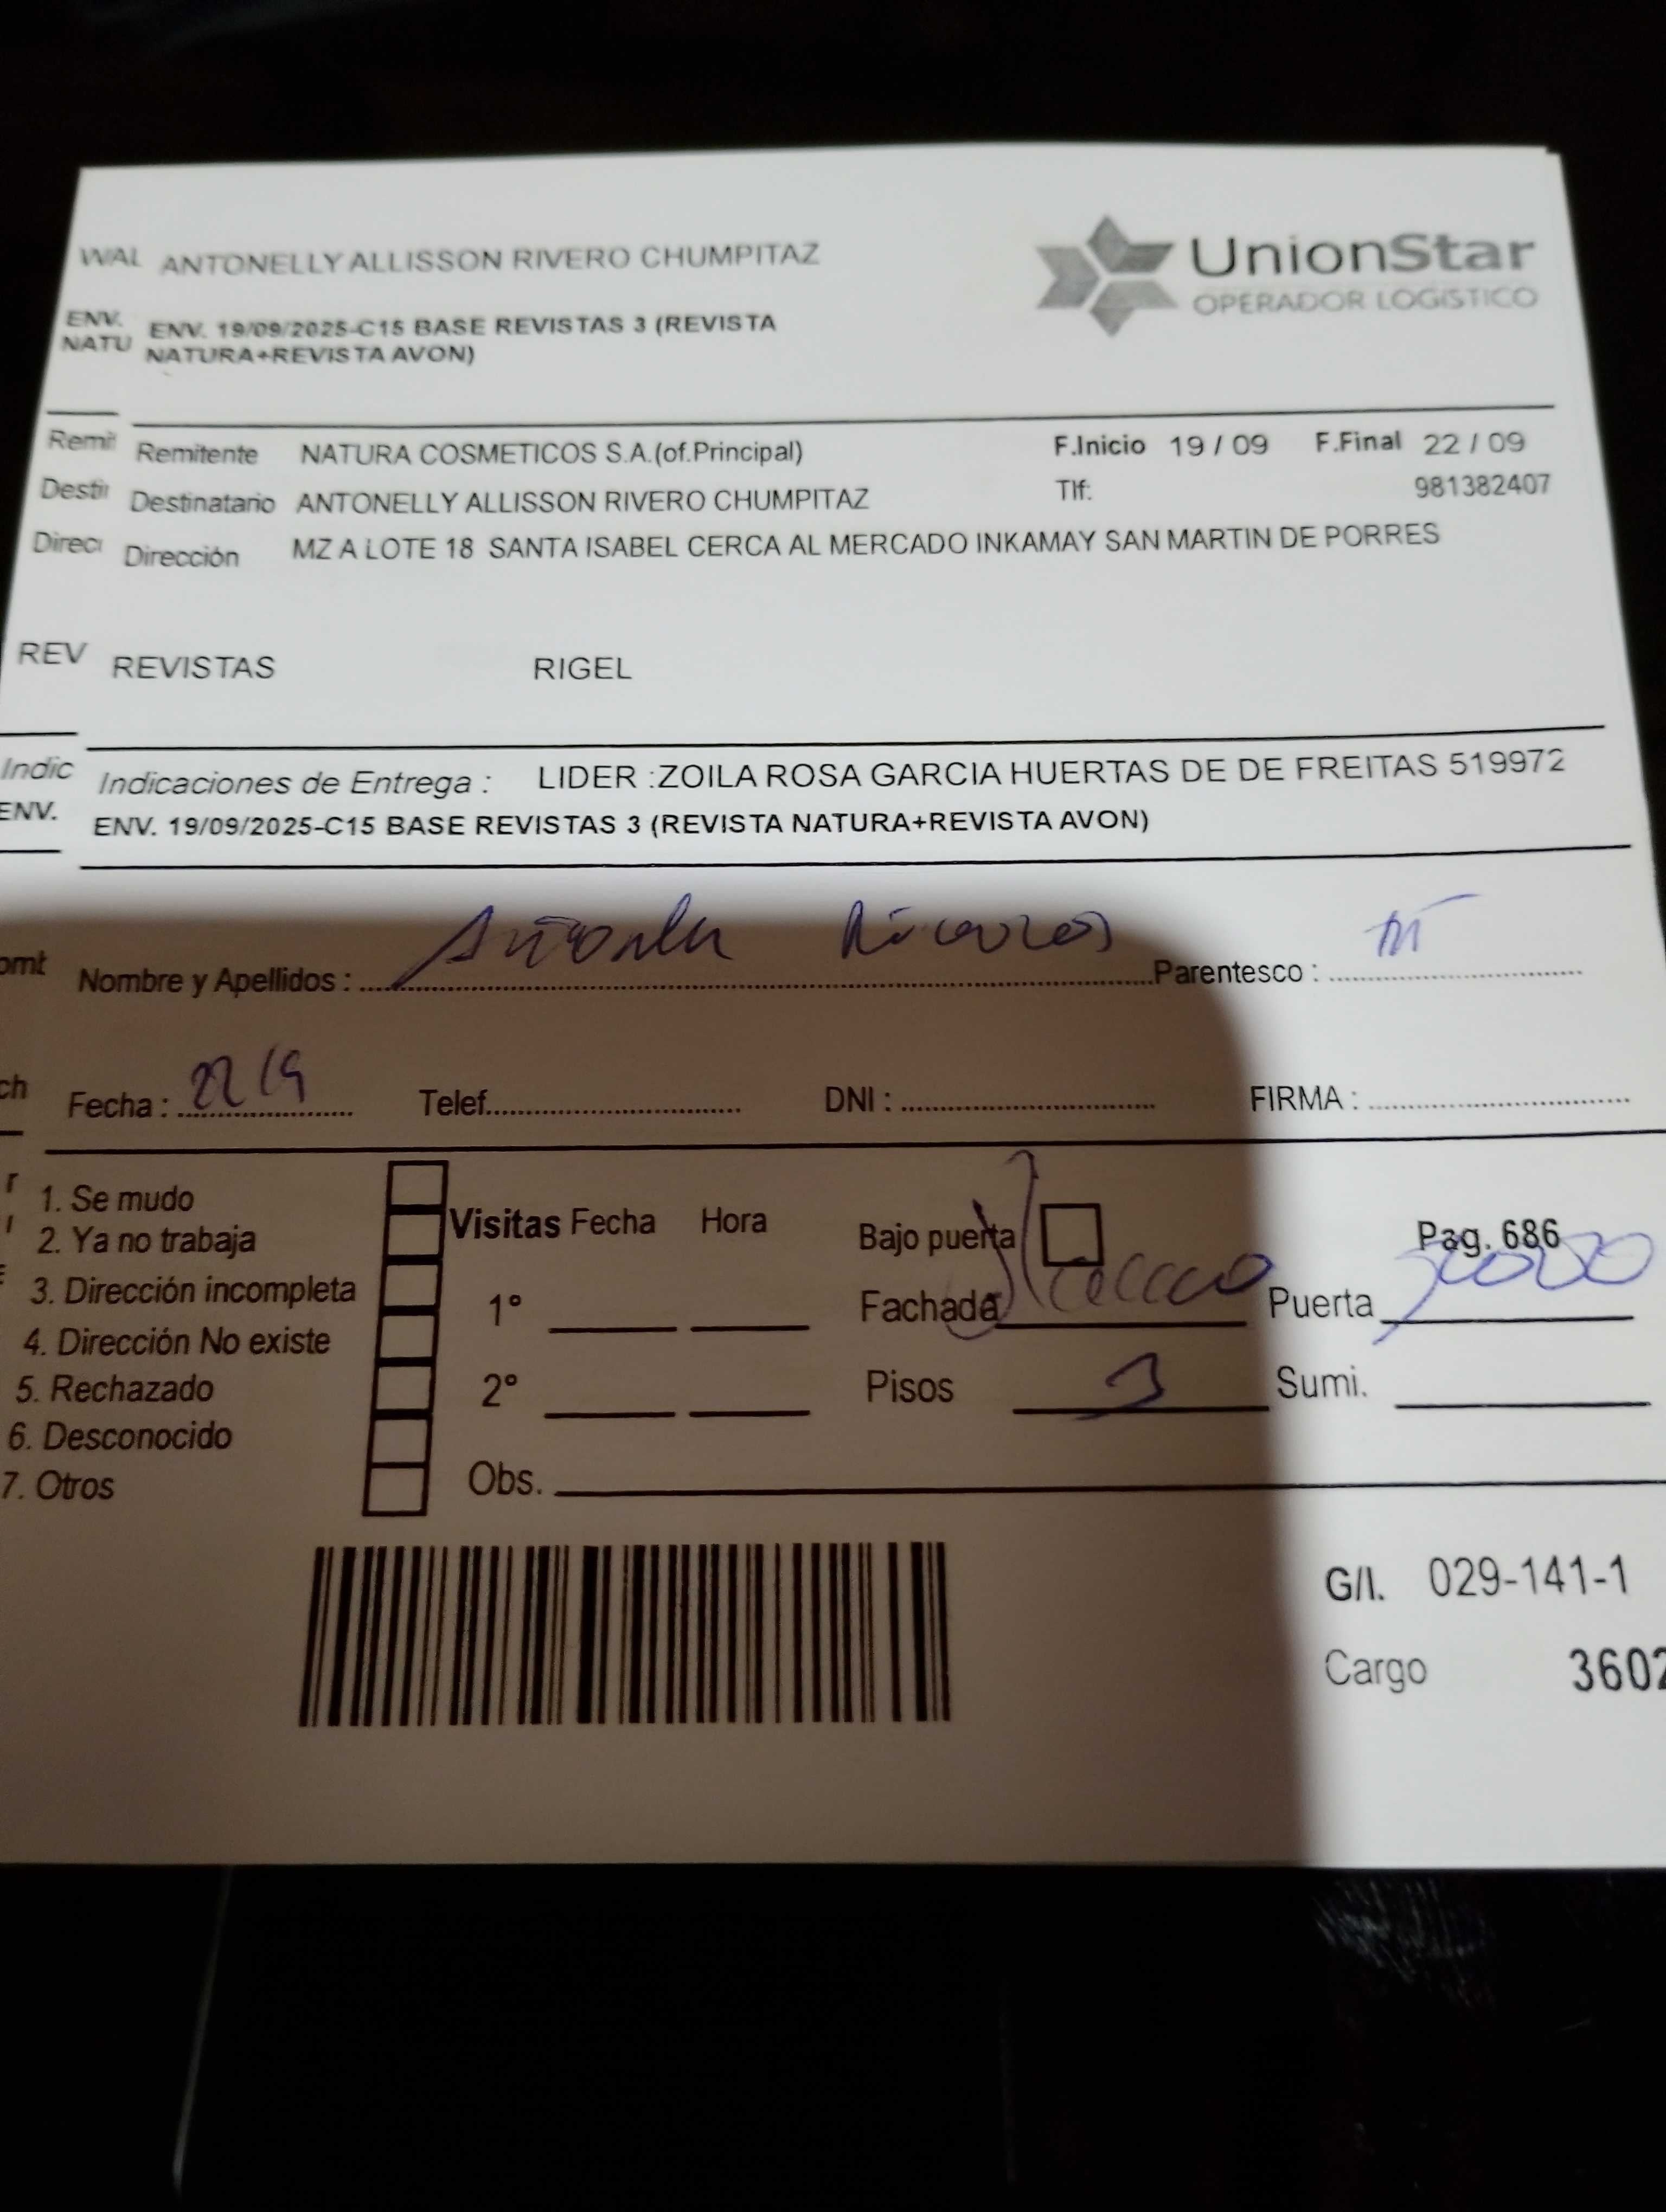 WAL ANTONELLY ALLISSON RIVERO CHUMPITAZ
UnionStar
OPERADOR LOGÍSTICO
ENV. ENV. 19/09/2025-C15 BASE REVISTAS 3 (REVISTA
NATU NATURA+REVISTA AVON)
Remit Remitente NATURA COSMETICOS S.A.(of.Principal) F.Inicio 19 / 09 F.Final 22 / 09
Destin Destinatario ANTONELLY ALLISSON RIVERO CHUMPITAZ Tlf: 981382407
Direc Dirección MZ A LOTE 18 SANTA ISABEL CERCA AL MERCADO INKAMAY SAN MARTIN DE PORRES
REV REVISTAS RIGEL
Indic Indicaciones de Entrega : LIDER :ZOILA ROSA GARCIA HUERTAS DE DE FREITAS 519972
ENV. ENV. 19/09/2025-C15 BASE REVISTAS 3 (REVISTA NATURA+REVISTA AVON)
omt Nombre y Apellidos : Parentesco :
ch Fecha : 22/9 Telef. DNI : FIRMA :
1. Se mudo
2. Ya no trabaja
3. Dirección incompleta
4. Dirección No existe
5. Rechazado
6. Desconocido
7. Otros
Visitas Fecha Hora
1°
2°
Obs.
Bajo puerta Pag. 686
Fachada Puerta
Pisos 3 Sumi.
G/I. 029-141-1
Cargo 3602